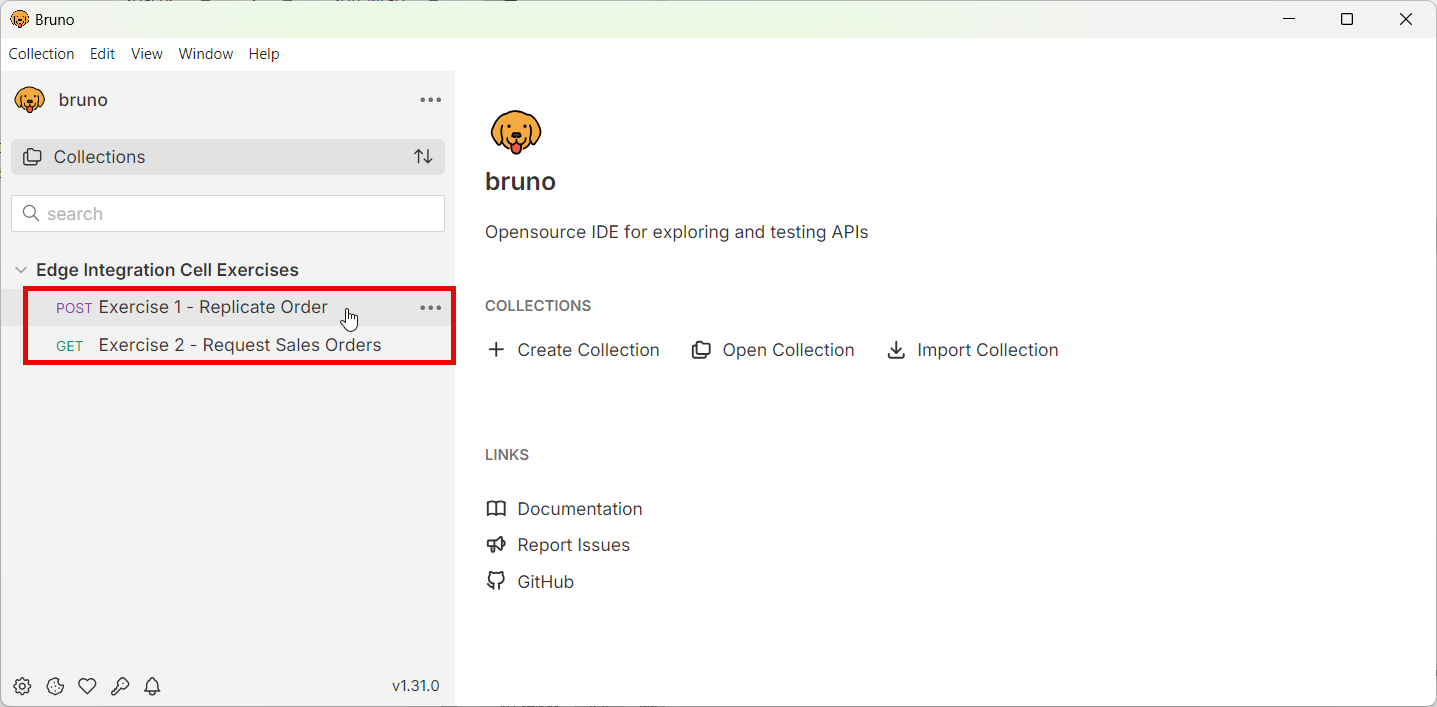 Bruno
Collection Edit View Window Help
bruno
Collections
search
Edge Integration Cell Exercises
POST Exercise 1 - Replicate Order
GET Exercise 2 - Request Sales Orders
v1.31.0
bruno
Opensource IDE for exploring and testing APIs
COLLECTIONS
Create Collection Open Collection Import Collection
LINKS
Documentation
Report Issues
GitHub